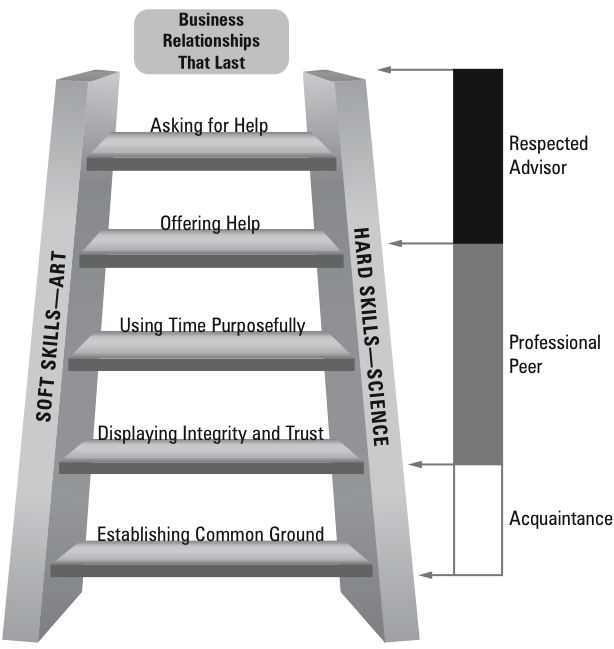 Business
Relationships
That Last
Asking for Help
Offering Help
Using Time Purposefully
Displaying Integrity and Trust
Establishing Common Ground
SOFT SKILLS—ART
HARD SKILLS—SCIENCE
Respected
Advisor
Professional
Peer
Acquaintance